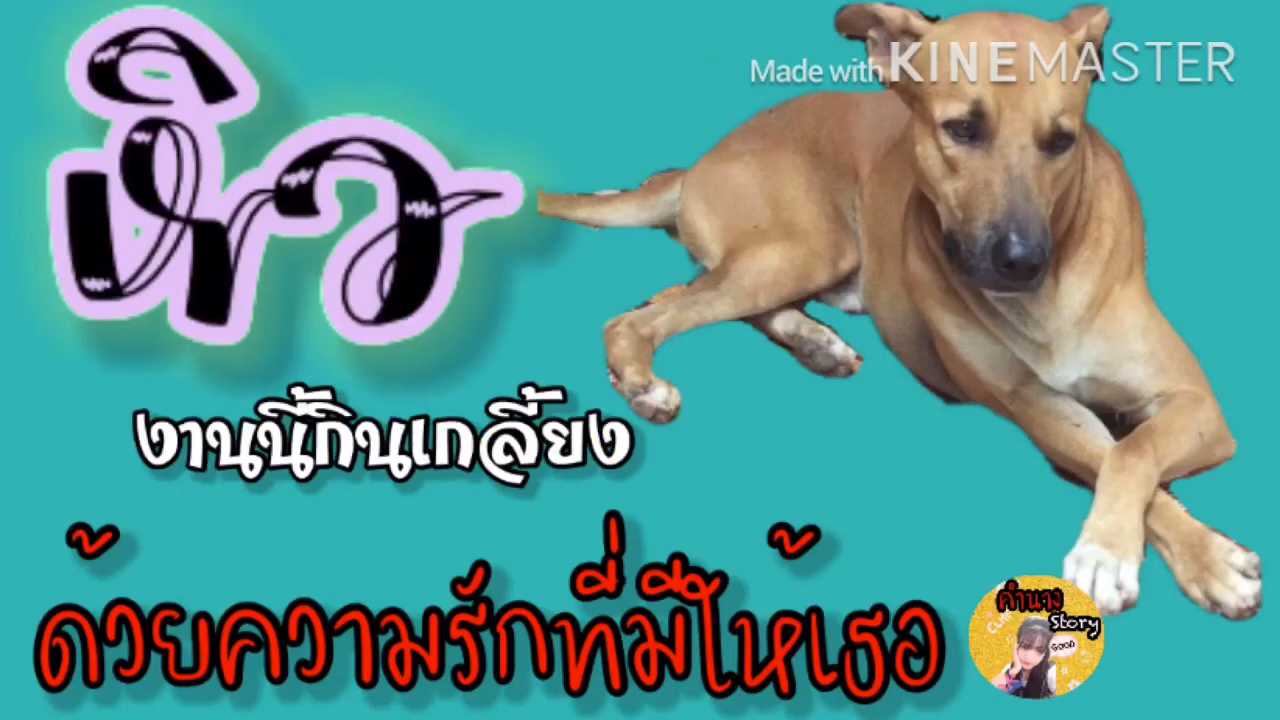 Made with KINEMASTER
หิว
งานนี้กินเกลี้ยง
ด้วยความรักที่มีให้เธอ
คำนาง
Story
GOOD